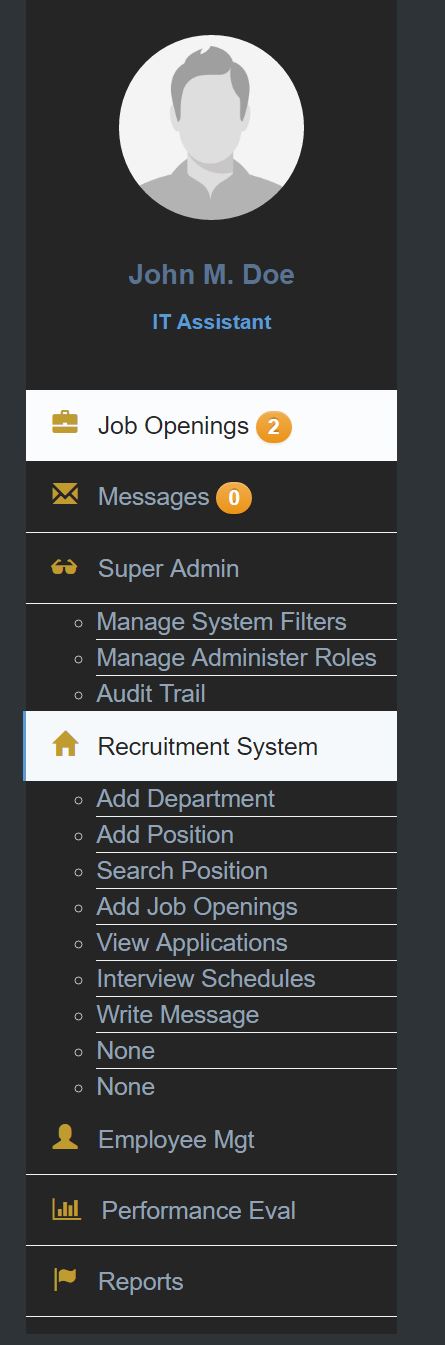 John M. Doe
IT Assistant
Job Openings 2
Messages 0
Super Admin
Manage System Filters
Manage Administer Roles
Audit Trail
Recruitment System
Add Department
Add Position
Search Position
Add Job Openings
View Applications
Interview Schedules
Write Message
None
None
Employee Mgt
Performance Eval
Reports